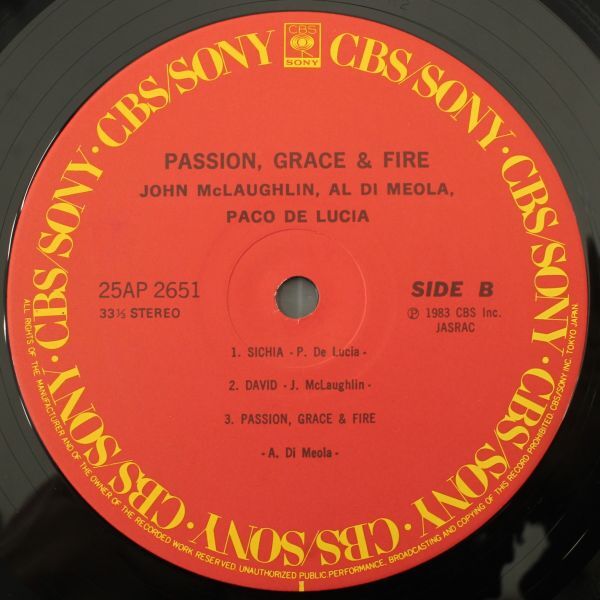 CBS
SONY
CBS/SONY · CBS/SONY · CBS/SONY · CBS/SONY · CBS/SONY · CBS/SONY · CBS/SONY · CBS/SONY
PASSION, GRACE & FIRE
JOHN McLAUGHLIN, AL DI MEOLA,
PACO DE LUCIA
25AP 2651
33⅓ STEREO
SIDE B
Ⓟ 1983 CBS Inc.
JASRAC
1. SICHIA - P. De Lucia -
2. DAVID - J. McLaughlin -
3. PASSION, GRACE & FIRE
- A. Di Meola -
ALL RIGHTS OF THE MANUFACTURER AND OF THE OWNER OF THE RECORDED WORK RESERVED. UNAUTHORIZED PUBLIC PERFORMANCE, BROADCASTING AND COPYING OF THIS RECORD PROHIBITED. CBS/SONY INC. TOKYO JAPAN.